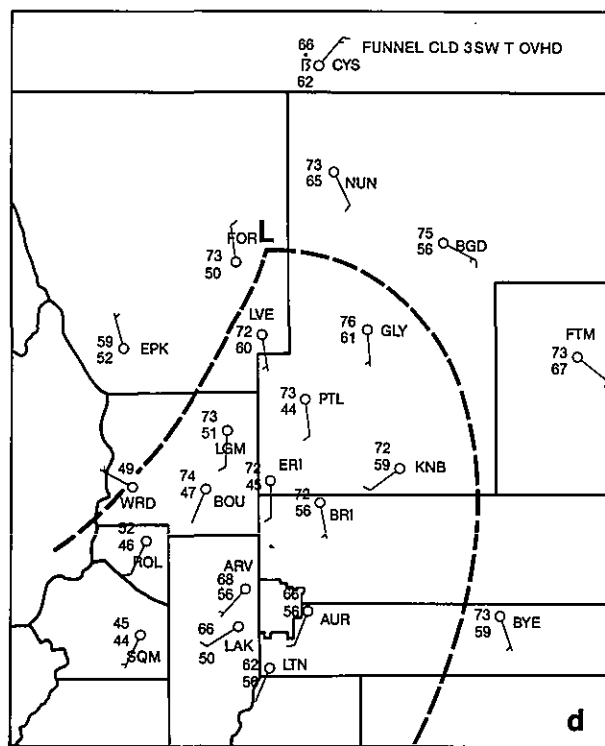 66 FUNNEL CLD 3SW T OVHD
CYS
62
73
65 NUN
75
56 BGD
FOR L
73
50
LVE
72
60
76
61 GLY
59
52 EPK
FTM
73
67
73
44 PTL
73
51
LGM
72
59 KNB
49
WRD
74
47 BOU
ERI
72
45
72
56 BRI
52
46
ROL
ARV
68
56
56 AUR
73
59 BYE
45
44
SQM
66
50 LAK
62
56 LTN
d